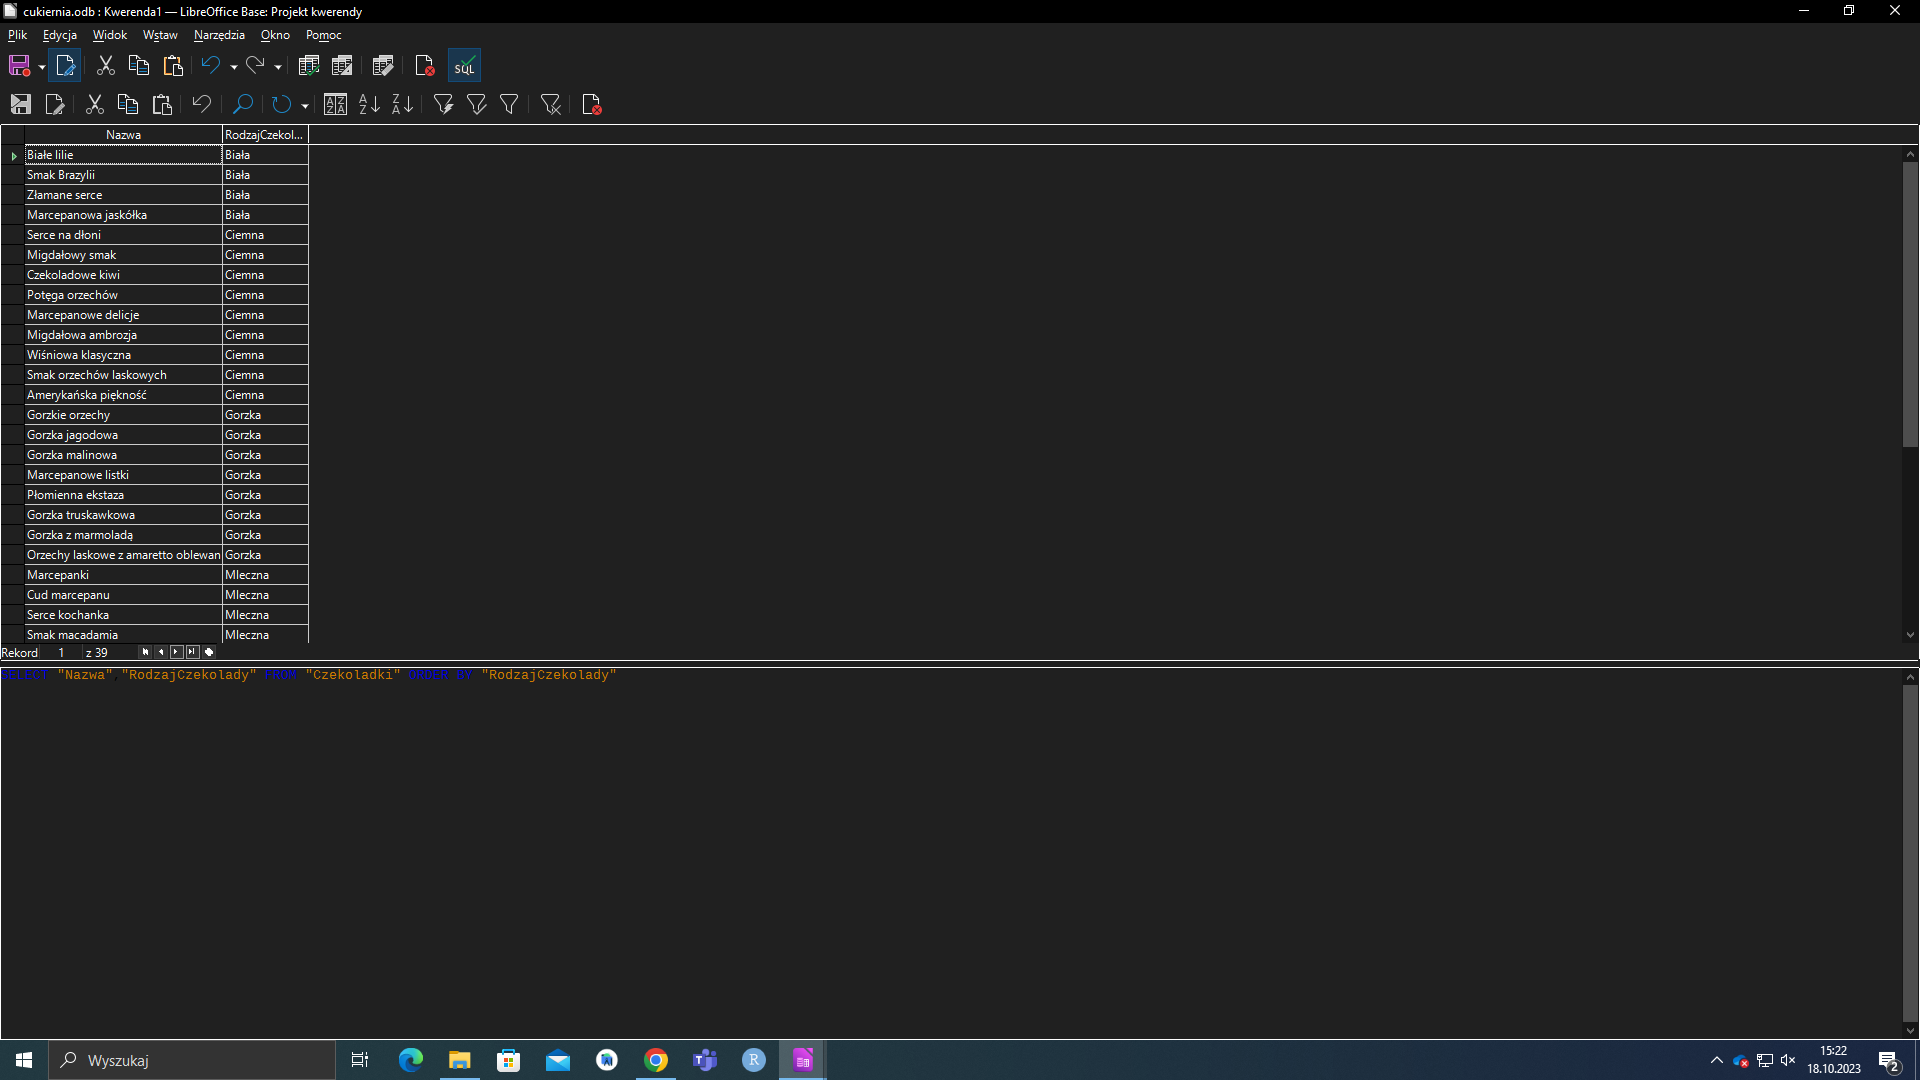 cukiernia.odb : Kwerenda1 — LibreOffice Base: Projekt kwerendy
Plik Edycja Widok Wstaw Narzędzia Okno Pomoc
SQL
Nazwa RodzajCzekol...
Białe lilie Biała
Smak Brazylii Biała
Złamane serce Biała
Marcepanowa jaskółka Biała
Serce na dłoni Ciemna
Migdałowy smak Ciemna
Czekoladowe kiwi Ciemna
Potęga orzechów Ciemna
Marcepanowe delicje Ciemna
Migdałowa ambrozja Ciemna
Wiśniowa klasyczna Ciemna
Smak orzechów laskowych Ciemna
Amerykańska piękność Ciemna
Gorzkie orzechy Gorzka
Gorzka jagodowa Gorzka
Gorzka malinowa Gorzka
Marcepanowe listki Gorzka
Płomienna ekstaza Gorzka
Gorzka truskawkowa Gorzka
Gorzka z marmoladą Gorzka
Orzechy laskowe z amaretto oblewan Gorzka
Marcepanki Mleczna
Cud marcepanu Mleczna
Serce kochanka Mleczna
Smak macadamia Mleczna
Rekord 1 z 39
SELECT "Nazwa","RodzajCzekolady" FROM "Czekoladki" ORDER BY "RodzajCzekolady"
Wyszukaj
15:22
18.10.2023
2